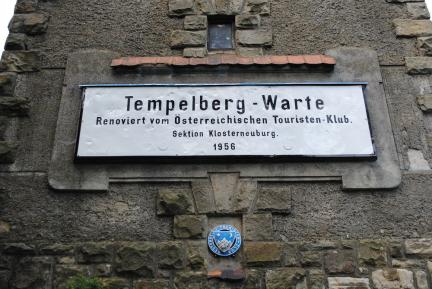 Tempelberg-Warte
Renoviert vom Österreichischen Touristen-Klub.
Sektion Klosterneuburg.
1956